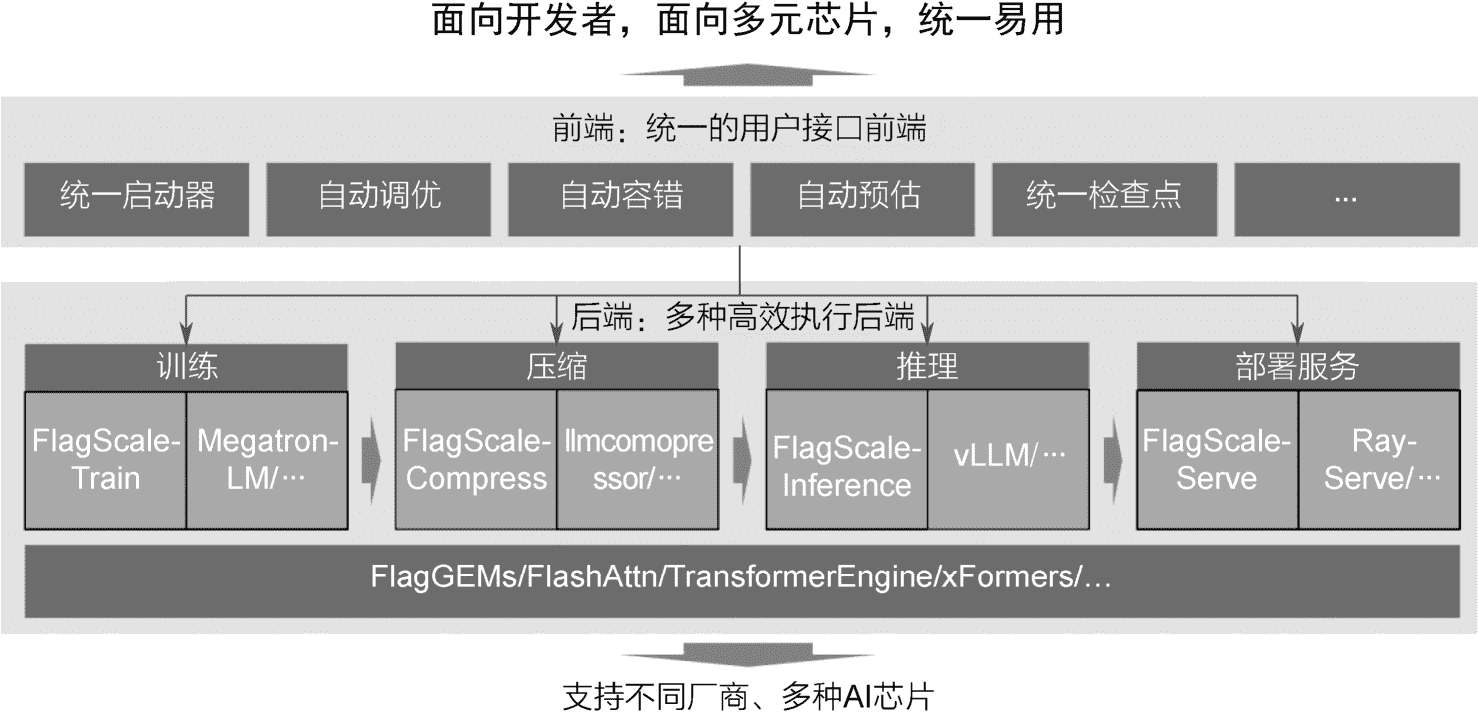 面向开发者，面向多元芯片，统一易用
前端：统一的用户接口前端
统一启动器
自动调优
自动容错
自动预估
统一检查点
...
后端：多种高效执行后端
训练
FlagScale-
Train
Megatron-
LM/…
压缩
FlagScale-
Compress
llmcomopre
ssor/…
推理
FlagScale-
Inference
vLLM/…
部署服务
FlagScale-
Serve
Ray-
Serve/…
FlagGEMs/FlashAttn/TransformerEngine/xFormers/…
支持不同厂商、多种AI芯片